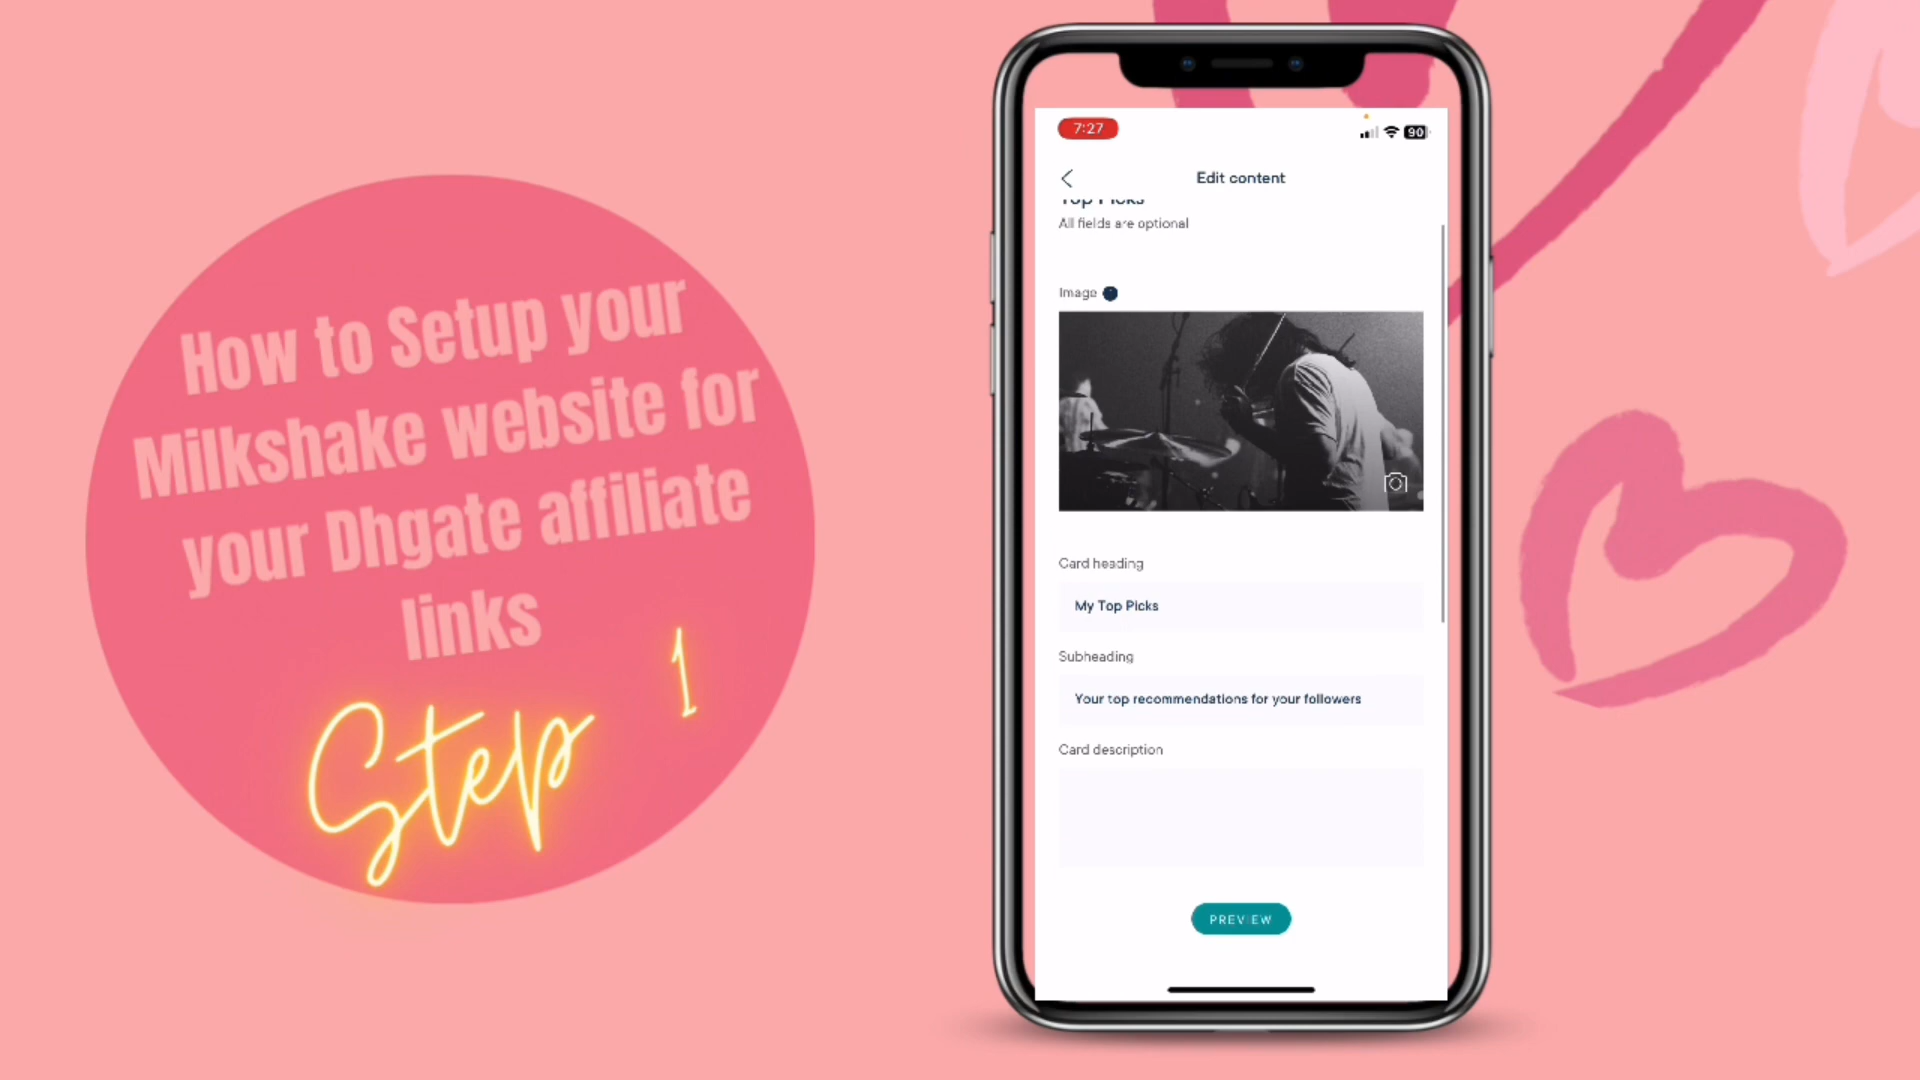 How to Setup your
Milkshake website for
your Dhgate affiliate
links
Step 1
7:27
90
Edit content
Top Picks
All fields are optional
Image
Card heading
My Top Picks
Subheading
Your top recommendations for your followers
Card description
PREVIEW